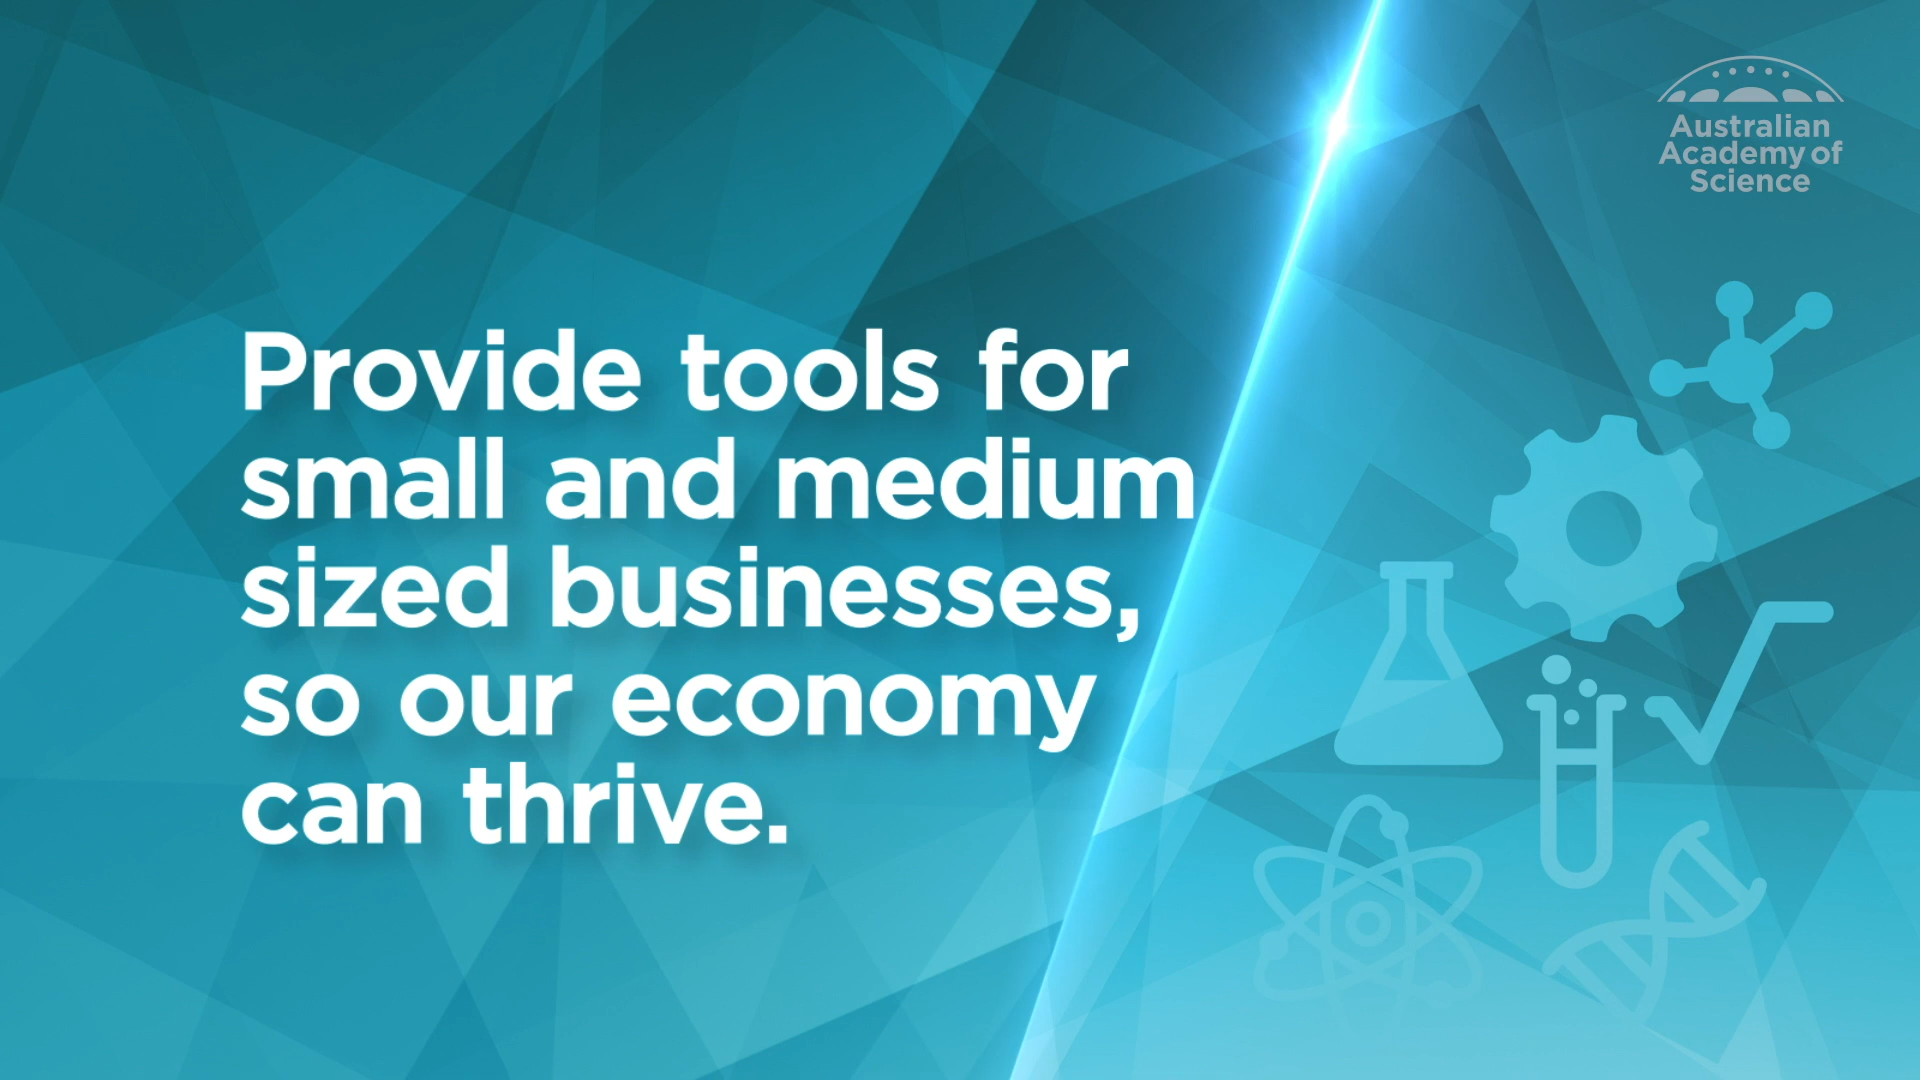 Australian
Academy of
Science
Provide tools for
small and medium
sized businesses,
so our economy
can thrive.